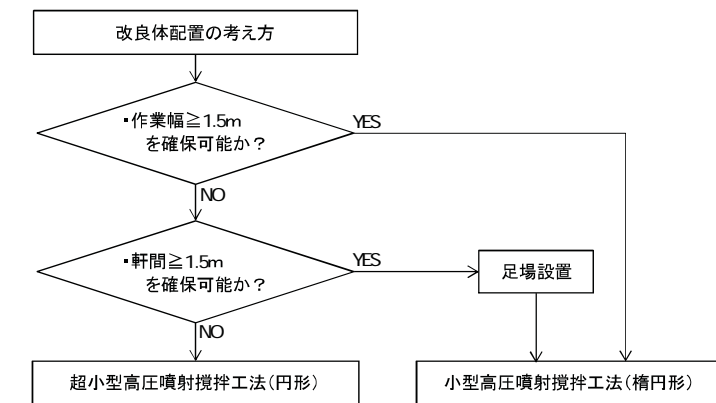 改良体配置の考え方
・作業幅≧1.5m
を確保可能か？
YES
NO
・軒間≧1.5m
を確保可能か？
YES
足場設置
NO
超小型高圧噴射撹拌工法（円形）
小型高圧噴射撹拌工法（楕円形）